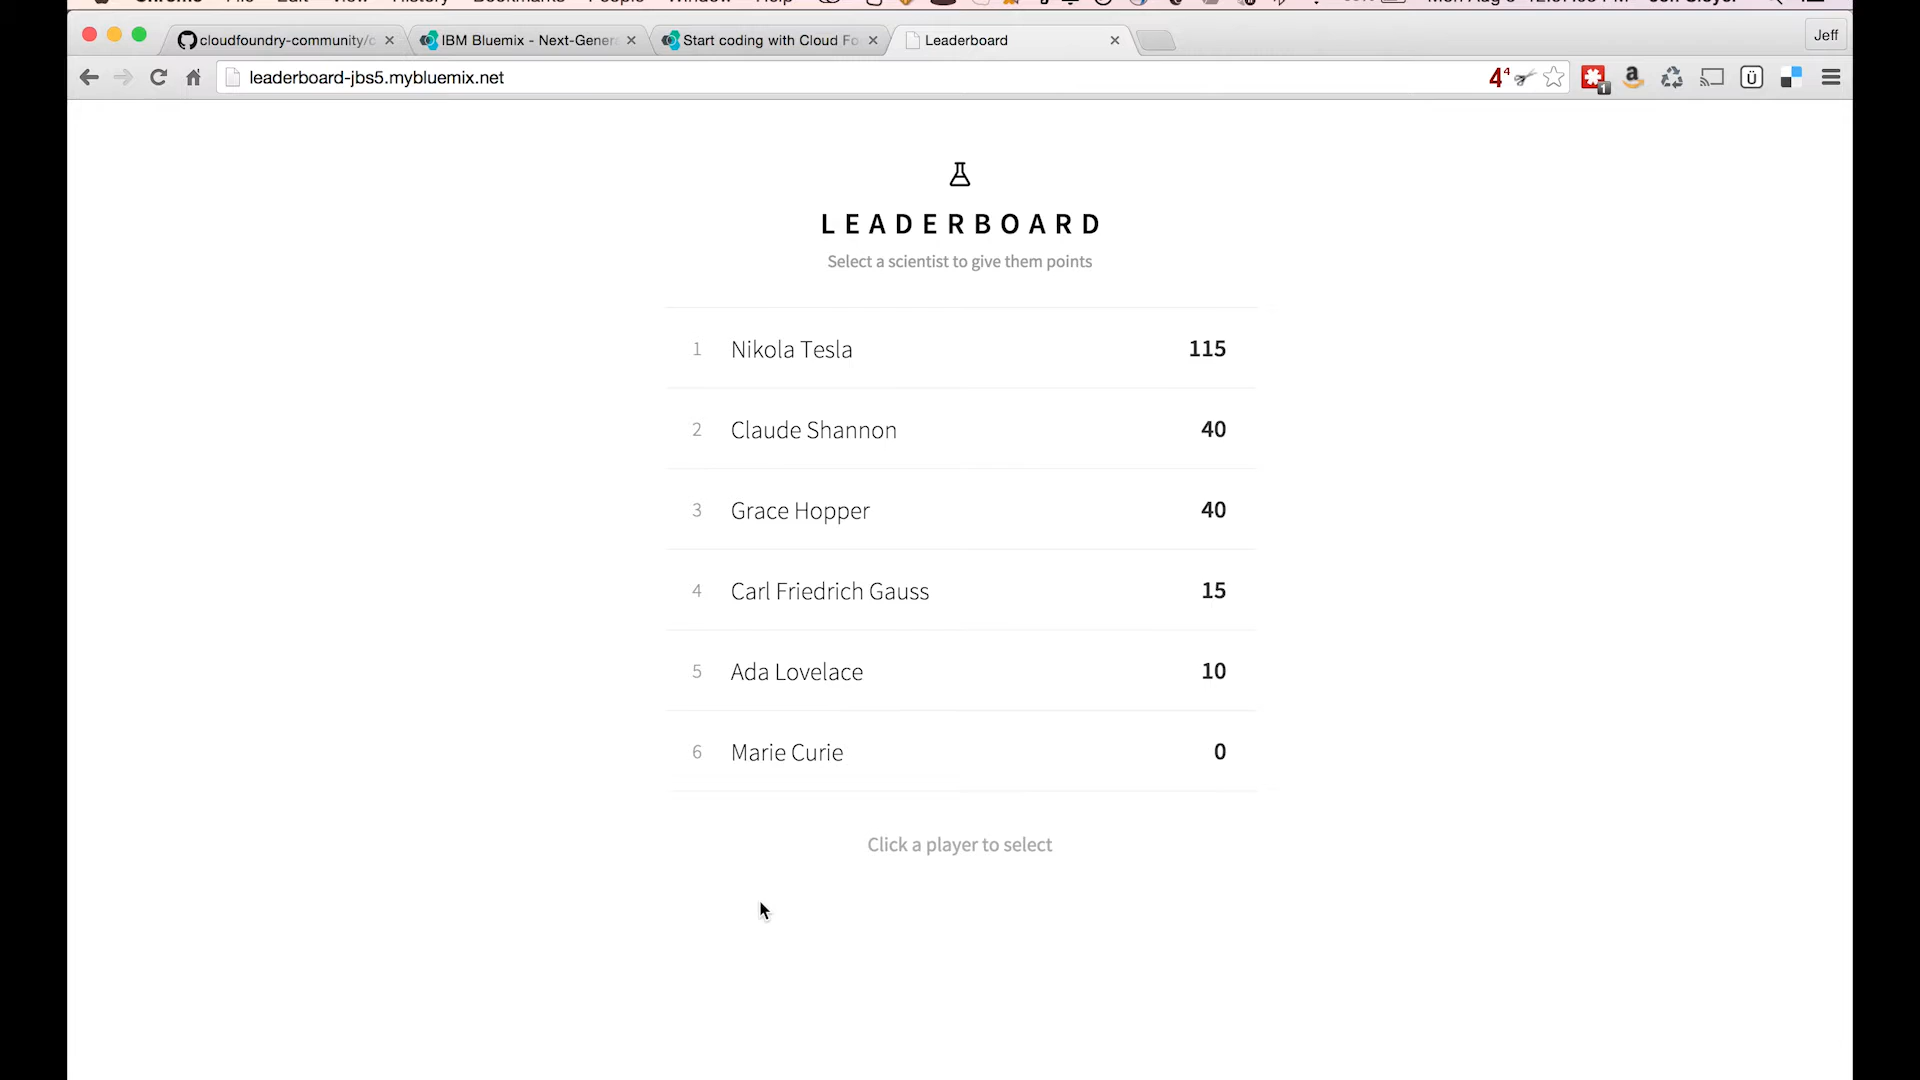 Jeff
cloudfoundry-community/c
IBM Bluemix - Next-Genera
Start coding with Cloud Fo
Leaderboard
leaderboard-jbs5.mybluemix.net
LEADERBOARD
Select a scientist to give them points
1 Nikola Tesla 115
2 Claude Shannon 40
3 Grace Hopper 40
4 Carl Friedrich Gauss 15
5 Ada Lovelace 10
6 Marie Curie 0
Click a player to select